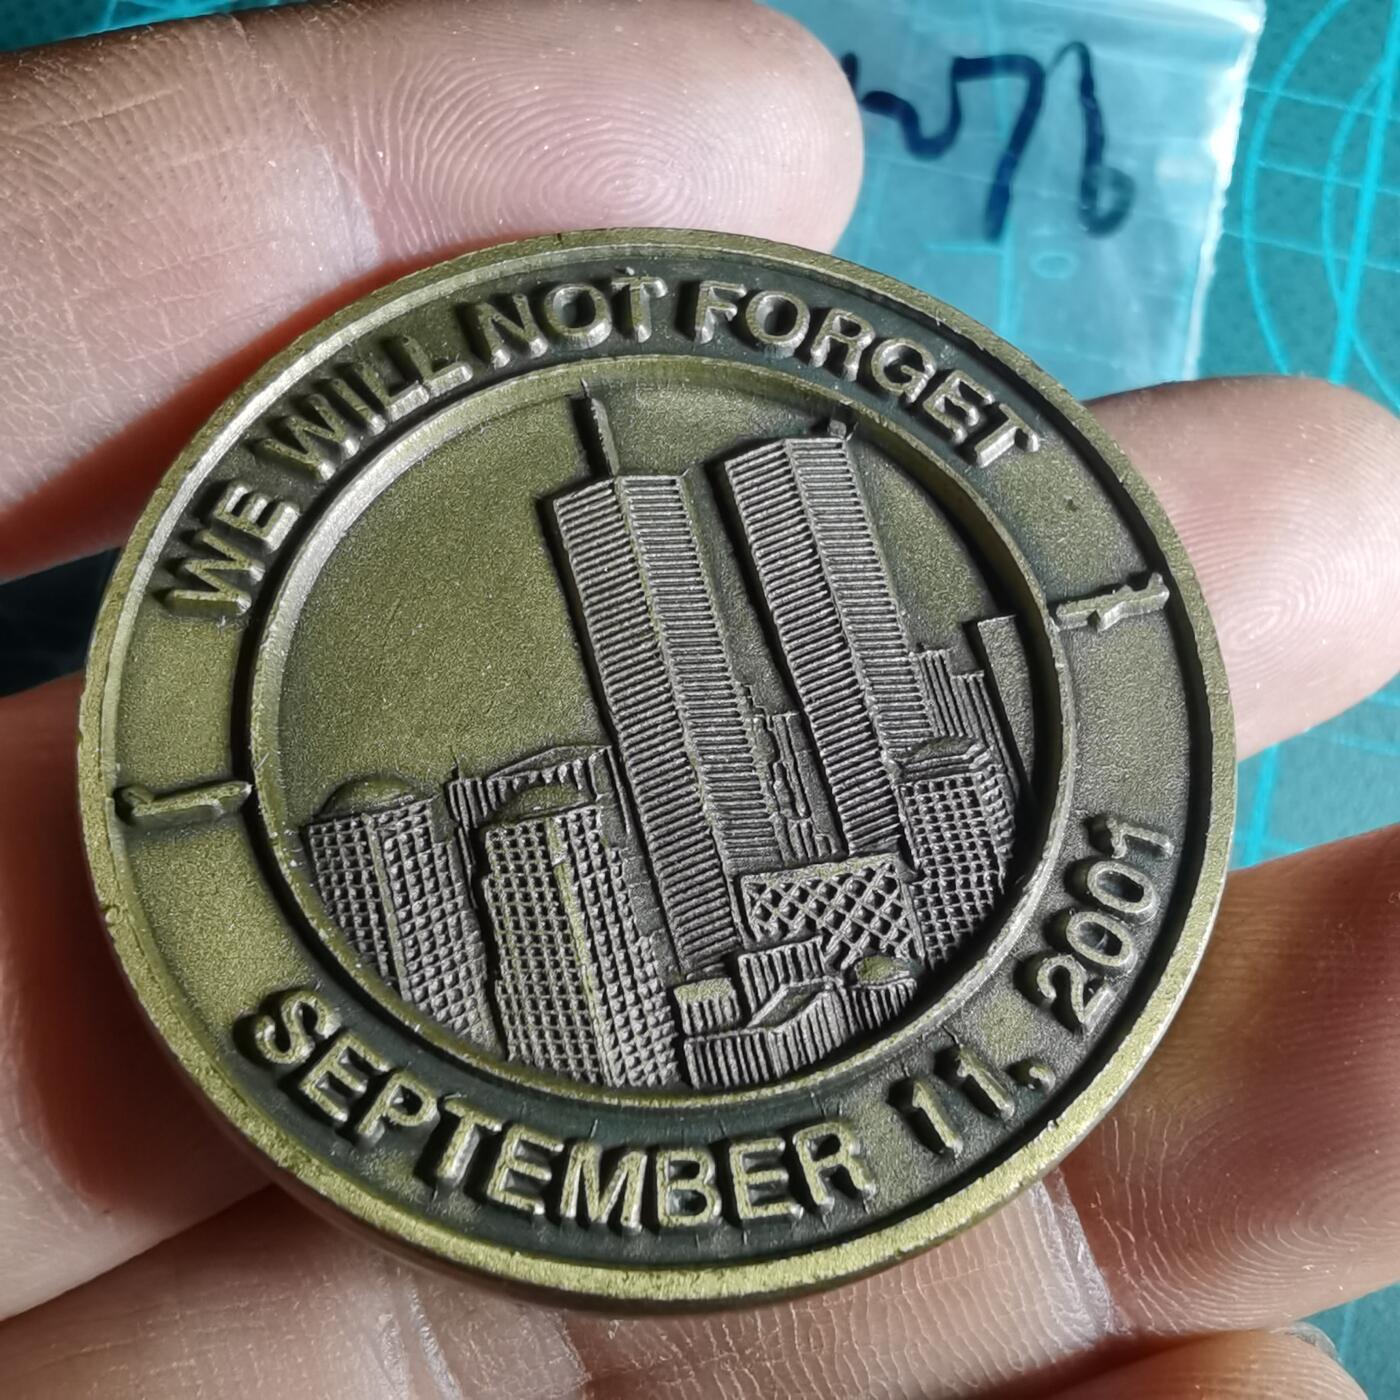 WE WILL NOT FORGET
SEPTEMBER 11, 2001